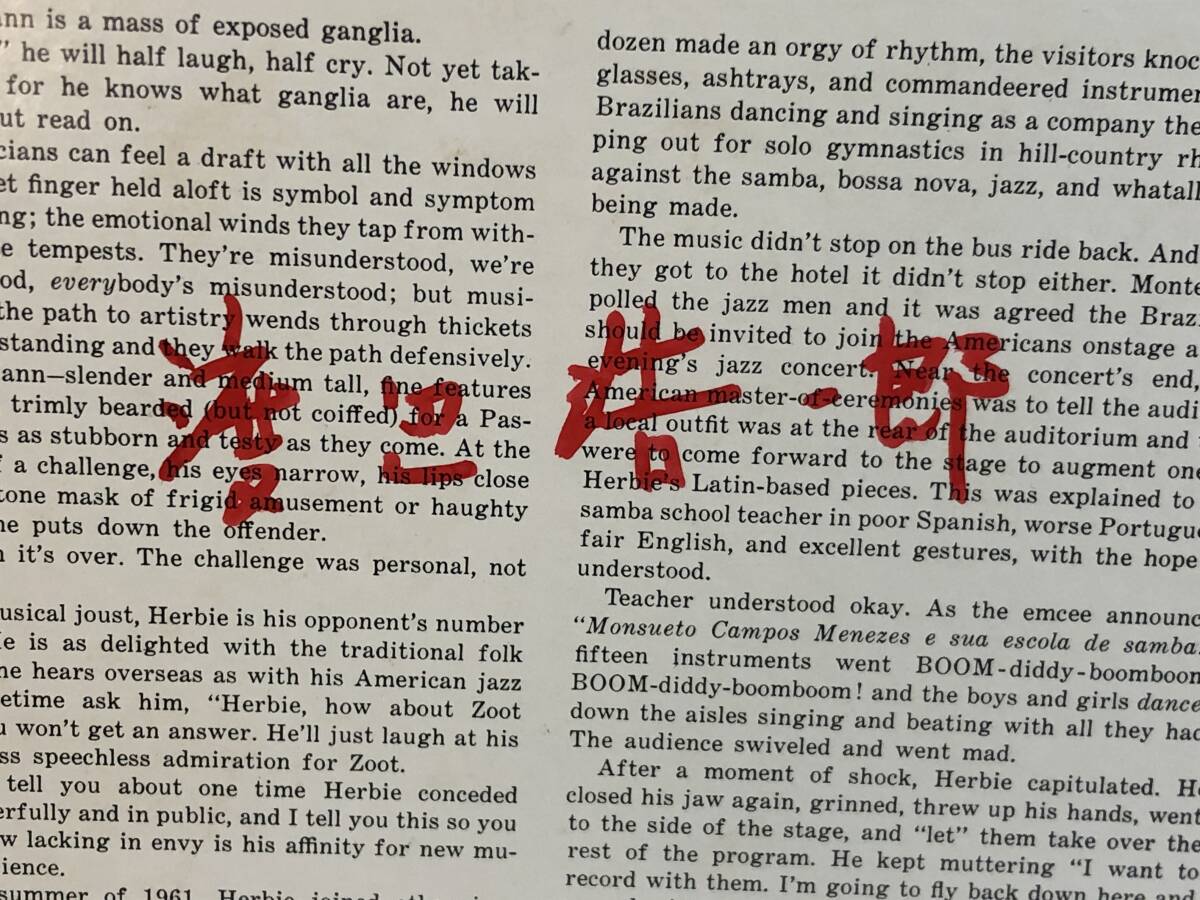 ann is a mass of exposed ganglia.
" he will half laugh, half cry. Not yet tak-
for he knows what ganglia are, he will
ut read on.
cians can feel a draft with all the windows
et finger held aloft is symbol and symptom
ng; the emotional winds they tap from with-
e tempests. They're misunderstood, we're
od, everybody's misunderstood; but musi-
the path to artistry wends through thickets
standing and they walk the path defensively.
ann—slender and medium tall, fine features
trimly bearded (but not coiffed) for a Pas-
s as stubborn and testy as they come. At the
f a challenge, his eyes narrow, his lips close
tone mask of frigid amusement or haughty
he puts down the offender.
n it's over. The challenge was personal, not
usical joust, Herbie is his opponent's number
He is as delighted with the traditional folk
he hears overseas as with his American jazz
etime ask him, "Herbie, how about Zoot
u won't get an answer. He'll just laugh at his
ss speechless admiration for Zoot.
tell you about one time Herbie conceded
erfully and in public, and I tell you this so you
w lacking in envy is his affinity for new mu-
ience.
summer of 1961, Herbie joined
dozen made an orgy of rhythm, the visitors knoc
glasses, ashtrays, and commandeered instrumen
Brazilians dancing and singing as a company the
ping out for solo gymnastics in hill-country rh
against the samba, bossa nova, jazz, and whatall
being made.
The music didn't stop on the bus ride back. And
they got to the hotel it didn't stop either. Monte
polled the jazz men and it was agreed the Braz
should be invited to join the Americans onstage a
evening's jazz concert. Near the concert's end,
American master-of-ceremonies was to tell the audi
a local outfit was at the rear of the auditorium and
were to come forward to the stage to augment one
Herbie's Latin-based pieces. This was explained to
samba school teacher in poor Spanish, worse Portugue
fair English, and excellent gestures, with the hope
understood.
Teacher understood okay. As the emcee announc
"Monsueto Campos Menezes e sua escola de samba
fifteen instruments went BOOM-diddy-boomboom
BOOM-diddy-boomboom! and the boys and girls dance
down the aisles singing and beating with all they had
The audience swiveled and went mad.
After a moment of shock, Herbie capitulated. He
closed his jaw again, grinned, threw up his hands, went
to the side of the stage, and "let" them take over the
rest of the program. He kept muttering "I want to
record with them. I'm going to fly back down here and